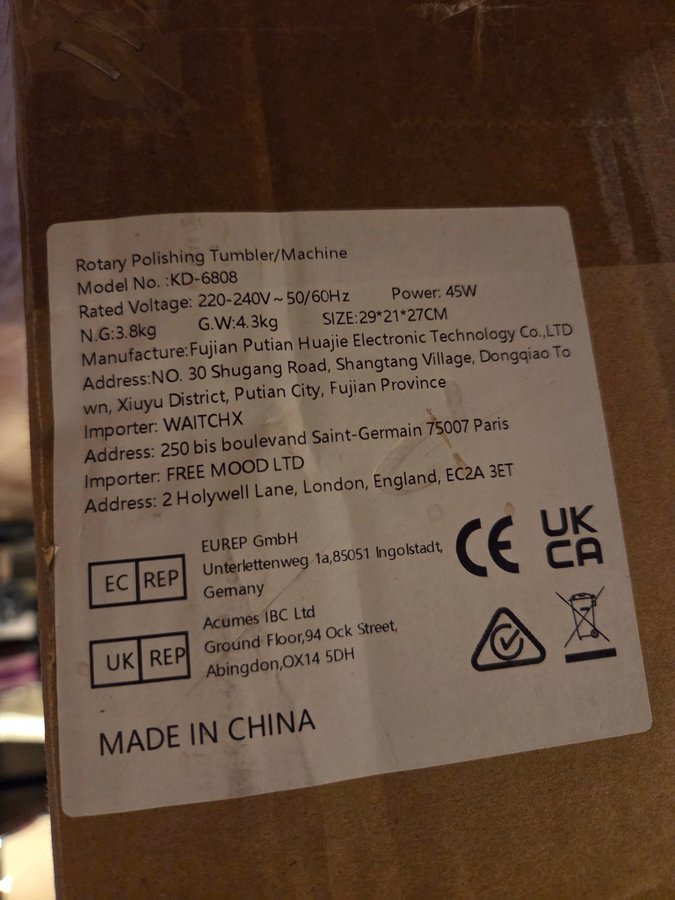 Rotary Polishing Tumbler/Machine
Model No. :KD-6808
Rated Voltage: 220-240V~50/60Hz Power: 45W
N.G:3.8kg G.W:4.3kg SIZE:29*21*27CM
Manufacture:Fujian Putian Huajie Electronic Technology Co.,LTD
Address:NO. 30 Shugang Road, Shangtang Village, Dongqiao To
wn, Xiuyu District, Putian City, Fujian Province
Importer: WAITCHX
Address: 250 bis boulevand Saint-Germain 75007 Paris
Importer: FREE MOOD LTD
Address: 2 Holywell Lane, London, England, EC2A 3ET
EC REP
EUREP GmbH
Unterlettenweg 1a,85051 Ingolstadt,
Gemany
CE
UK
CA
UK REP
Acumes IBC Ltd
Ground Floor,94 Ock Street,
Abingdon,OX14 5DH
MADE IN CHINA